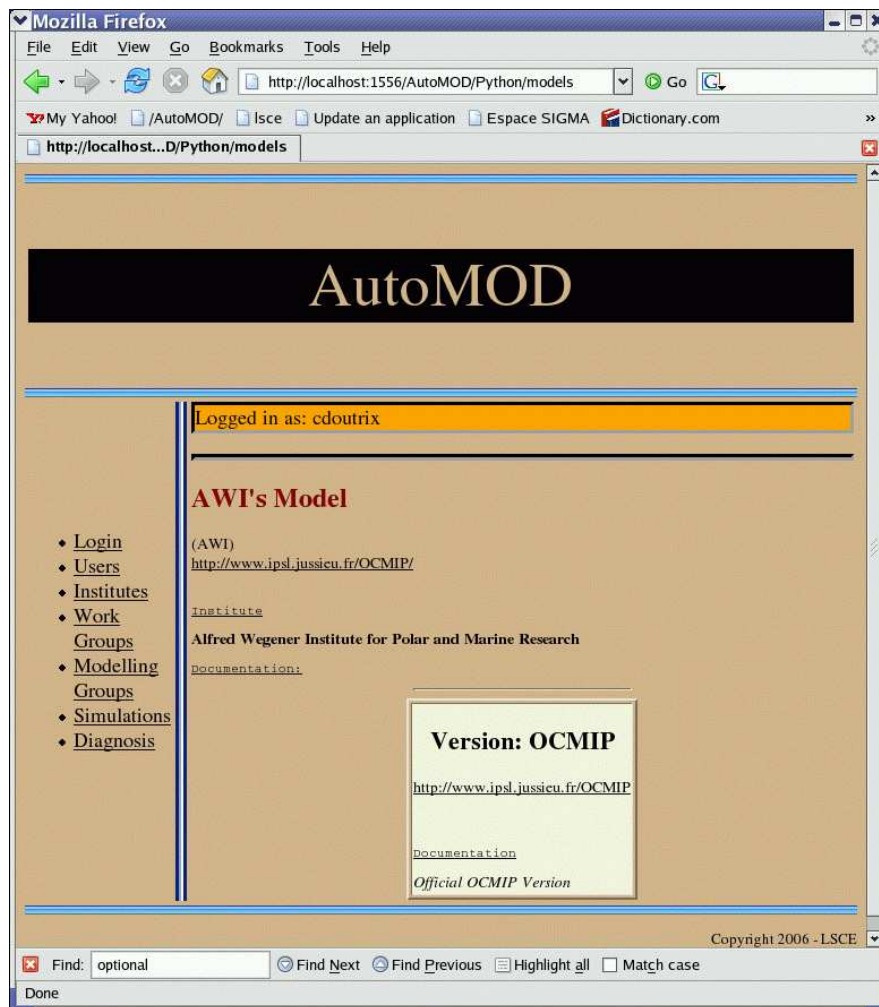 Mozilla Firefox
File Edit View Go Bookmarks Tools Help
http://localhost:1556/AutoMOD/Python/models Go G
My Yahoo! /AutoMOD/ lsce Update an application Espace SIGMA Dictionary.com »
http://localhost...D/Python/models
AutoMOD
Logged in as: cdoutrix
AWI's Model
(AWI)
http://www.ipsl.jussieu.fr/OCMIP/
Institute
Alfred Wegener Institute for Polar and Marine Research
Documentation:
Version: OCMIP
http://www.ipsl.jussieu.fr/OCMIP
Documentation
Official OCMIP Version
Login
Users
Institutes
Work
Groups
Modelling
Groups
Simulations
Diagnosis
Copyright 2006 - LSCE
Find: optional Find Next Find Previous Highlight all Match case
Done